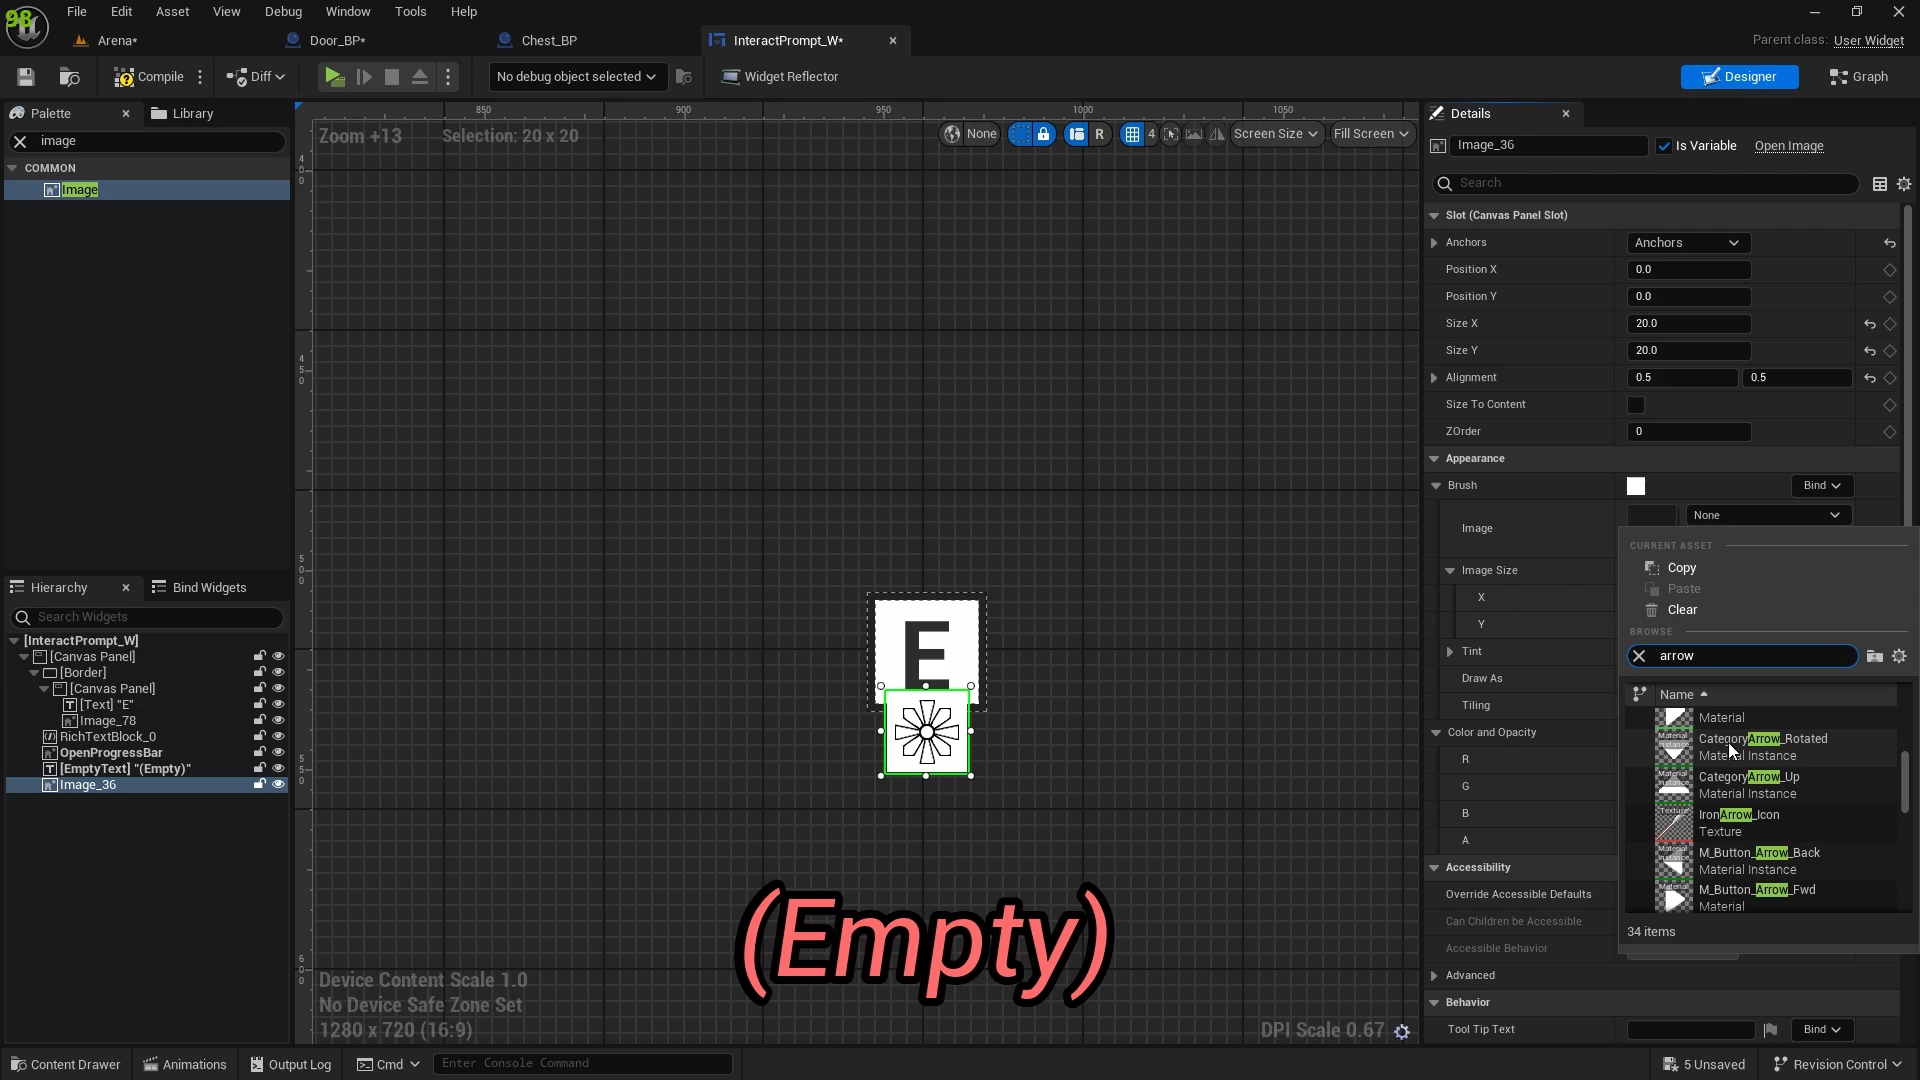 98
File Edit Asset View Debug Window Tools Help
Arena* Door_BP* Chest_BP InteractPrompt_W*
Parent class: User Widget
Compile Diff No debug object selected Widget Reflector Designer Graph
Palette Library
image
COMMON
Image
Hierarchy Bind Widgets
Search Widgets
[InteractPrompt_W]
[Canvas Panel]
[Border]
[Canvas Panel]
[Text] "E"
Image_78
RichTextBlock_0
OpenProgressBar
[EmptyText] "(Empty)"
Image_36
850 900 950 1000 1050
Zoom +13 Selection: 20 x 20
None R 4 Screen Size Fill Screen
400
450
500
550
600
E
(Empty)
Device Content Scale 1.0
No Device Safe Zone Set
1280 x 720 (16:9)
DPI Scale 0.67
Details
Image_36 Is Variable Open Image
Search
Slot (Canvas Panel Slot)
Anchors Anchors
Position X 0.0
Position Y 0.0
Size X 20.0
Size Y 20.0
Alignment 0.5 0.5
Size To Content
ZOrder 0
Appearance
Brush Bind
Image None
Image Size
X
Y
Tint
Draw As
Tiling
Color and Opacity
R
G
B
A
Accessibility
Override Accessible Defaults
Can Children be Accessible
Accessible Behavior
Advanced
Behavior
Tool Tip Text Bind
CURRENT ASSET
Copy
Paste
Clear
BROWSE
arrow
Name
Material
CategoryArrow_Rotated
Material Instance
CategoryArrow_Up
Material Instance
IronArrow_Icon
Texture
M_Button_Arrow_Back
Material Instance
M_Button_Arrow_Fwd
Material
34 items
Content Drawer Animations Output Log Cmd Enter Console Command 5 Unsaved Revision Control